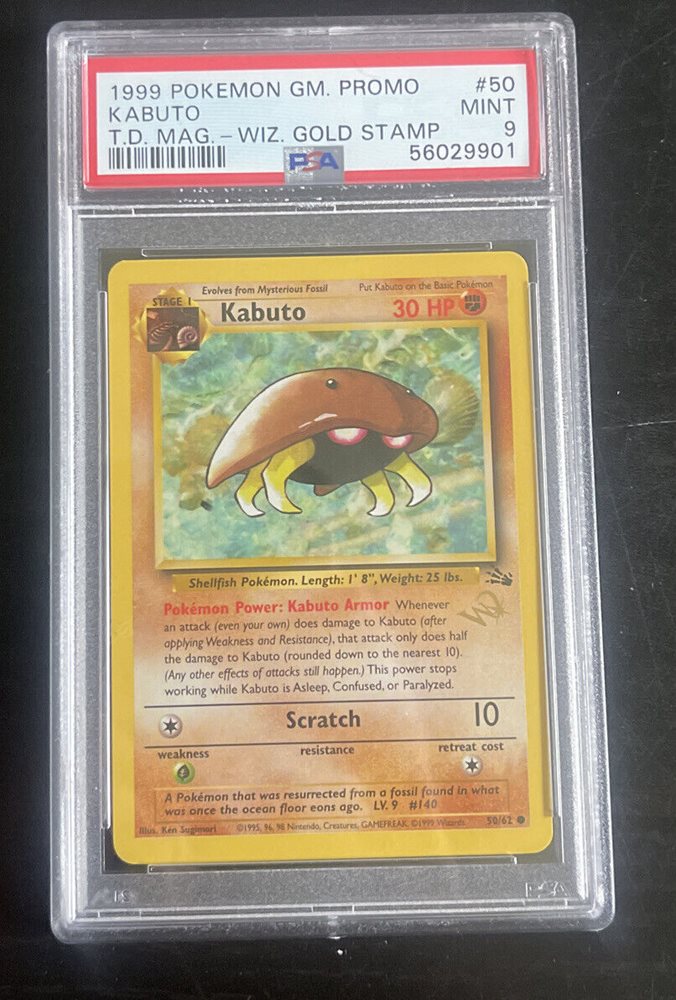 1999 POKEMON GM. PROMO #50
KABUTO MINT
T.D. MAG. – WIZ. GOLD STAMP 9
PSA 56029901
Evolves from Mysterious Fossil Put Kabuto on the Basic Pokémon
STAGE 1
Kabuto 30 HP
Shellfish Pokémon. Length: 1' 8", Weight: 25 lbs.
W
Pokémon Power: Kabuto Armor Whenever
an attack (even your own) does damage to Kabuto (after
applying Weakness and Resistance), that attack only does half
the damage to Kabuto (rounded down to the nearest 10).
(Any other effects of attacks still happen.) This power stops
working while Kabuto is Asleep, Confused, or Paralyzed.
Scratch 10
weakness resistance retreat cost
A Pokémon that was resurrected from a fossil found in what
was once the ocean floor eons ago. LV. 9 #140
Illus. Ken Sugimori ©1995, 96, 98 Nintendo, Creatures, GAMEFREAK. ©1999 Wizards. 50/62
PSA